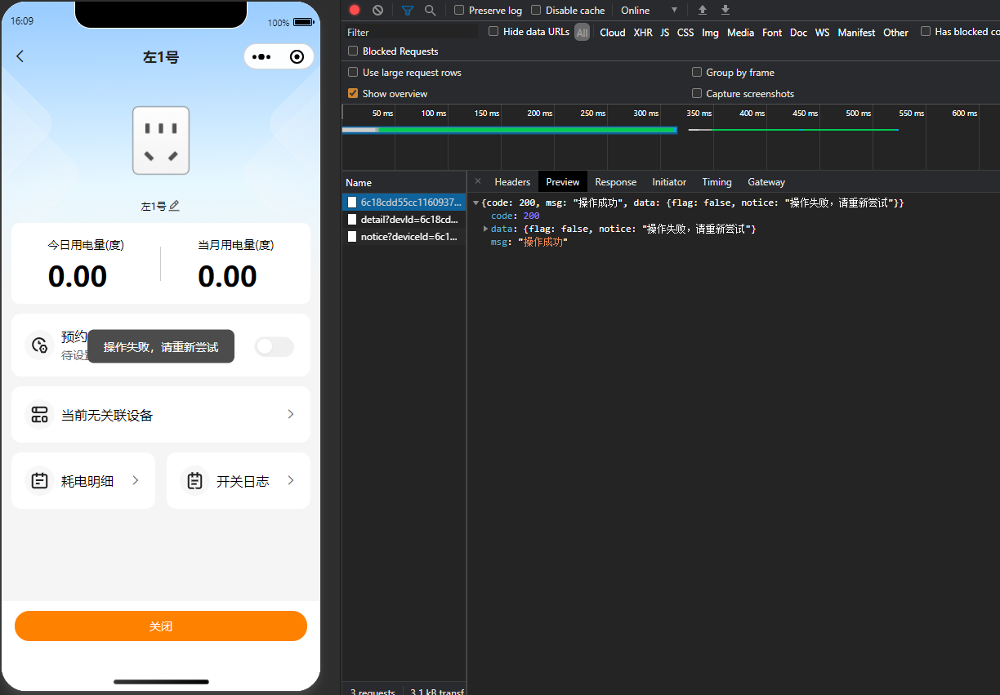 16:09
100%
左1号
左1号
今日用电量(度)
当月用电量(度)
0.00
0.00
预约
待设
操作失败，请重新尝试
当前无关联设备
耗电明细
开关日志
关闭
Preserve log
Disable cache
Online
Filter
Hide data URLs
All
Cloud XHR JS CSS Img Media Font Doc WS Manifest Other
Has blocked co
Blocked Requests
Use large request rows
Group by frame
Show overview
Capture screenshots
50 ms 100 ms 150 ms 200 ms 250 ms 300 ms 350 ms 400 ms 450 ms 500 ms 550 ms 600 ms
Name
× Headers Preview Response Initiator Timing Gateway
6c18cdd55cc1160937...
detail?devId=6c18cd...
notice?deviceId=6c1...
{code: 200, msg: "操作成功", data: {flag: false, notice: "操作失败，请重新尝试"}}
code: 200
data: {flag: false, notice: "操作失败，请重新尝试"}
msg: "操作成功"
3 requests
3.1 kB transf